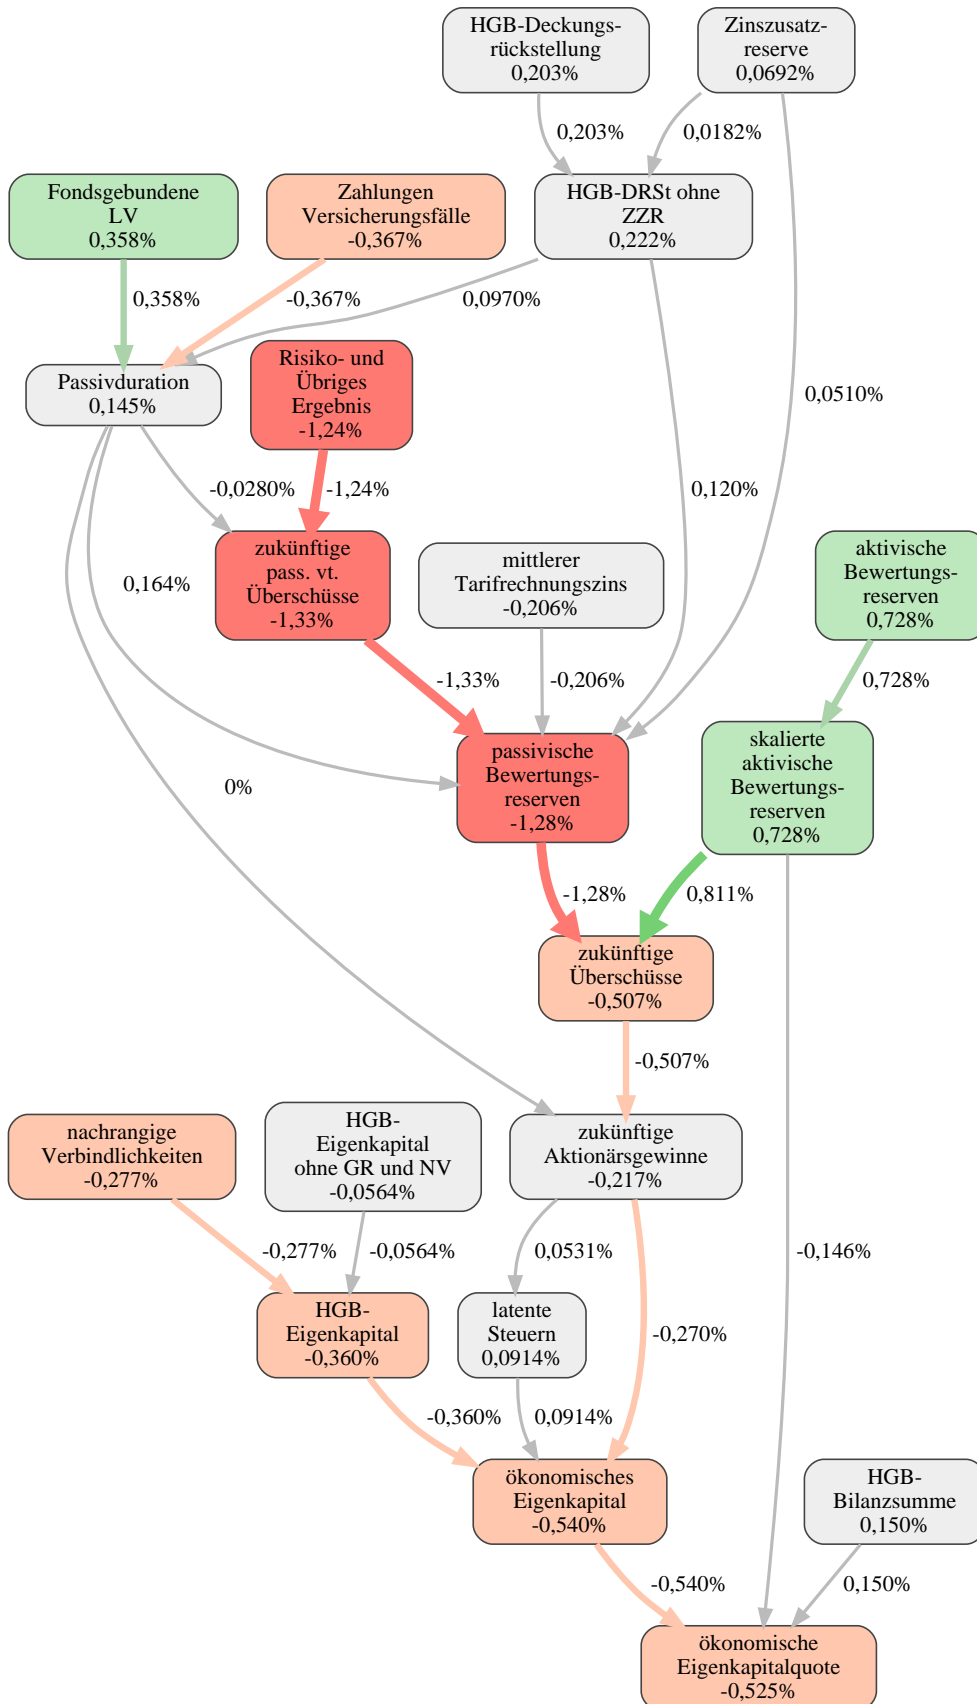 HGB-Deckungs-
rückstellung
0,203%
Zinszusatz-
reserve
0,0692%
0,203%
0,0182%
Fondsgebundene
LV
0,358%
Zahlungen
Versicherungsfälle
-0,367%
HGB-DRSt ohne
ZZR
0,222%
0,358%
-0,367%
0,0970%
Risiko- und
Übriges
Ergebnis
-1,24%
Passivduration
0,145%
0,0510%
-0,0280%
-1,24%
0,120%
zukünftige
pass. vt.
Überschüsse
-1,33%
mittlerer
Tarifrechnungszins
-0,206%
aktivische
Bewertungs-
reserven
0,728%
0,164%
-1,33%
-0,206%
0,728%
passivische
Bewertungs-
reserven
-1,28%
skalierte
aktivische
Bewertungs-
reserven
0,728%
0%
-1,28%
0,811%
zukünftige
Überschüsse
-0,507%
-0,507%
nachrangige
Verbindlichkeiten
-0,277%
HGB-
Eigenkapital
ohne GR und NV
-0,0564%
zukünftige
Aktionärsgewinne
-0,217%
-0,277%
-0,0564%
0,0531%
-0,146%
HGB-
Eigenkapital
-0,360%
latente
Steuern
0,0914%
-0,270%
-0,360%
0,0914%
ökonomisches
Eigenkapital
-0,540%
HGB-
Bilanzsumme
0,150%
-0,540%
0,150%
ökonomische
Eigenkapitalquote
-0,525%